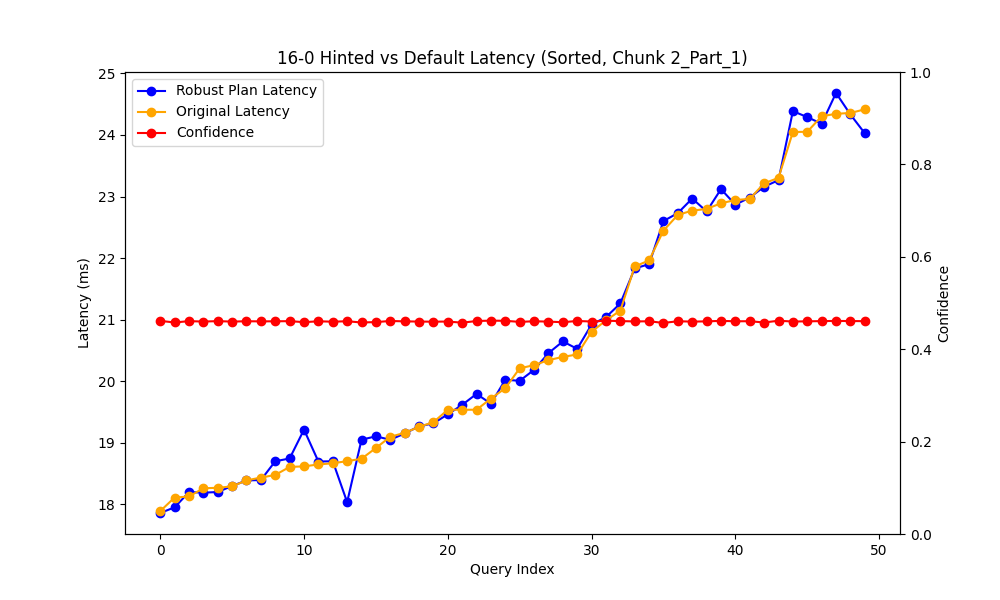 16-0 Hinted vs Default Latency (Sorted, Chunk 2_Part_1)
Robust Plan Latency
Original Latency
Confidence
25
24
23
22
21
20
19
18
Latency (ms)
1.0
0.8
0.6
0.4
0.2
0.0
Confidence
0 10 20 30 40 50
Query Index